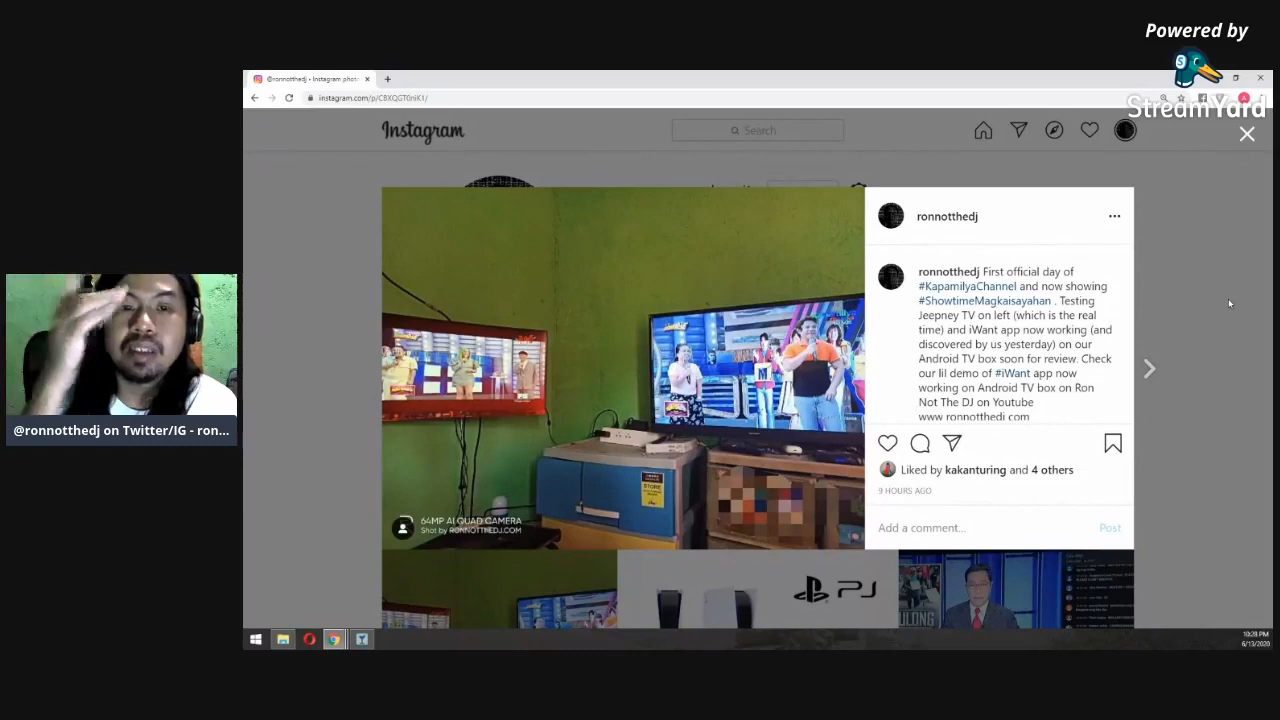 Powered by
StreamYard
@ronnotthedj • Instagram phot
instagram.com/p/CBXQGT0niK1/
Instagram
Search
ronnotthedj
ronnotthedj First official day of
#KapamilyaChannel and now showing
#ShowtimeMagkaisayahan . Testing
Jeepney TV on left (which is the real
time) and iWant app now working (and
discovered by us yesterday) on our
Android TV box soon for review. Check
our lil demo of #iWant app now
working on Android TV box on Ron
Not The DJ on Youtube
www.ronnotthedj.com
Liked by kakanturing and 4 others
9 HOURS AGO
Add a comment... Post
STORE
64MP AI QUAD CAMERA
Shot by RONNOTTHEDJ.COM
@ronnotthedj on Twitter/IG - ron...
ULONG
10:28 PM
6/13/2020